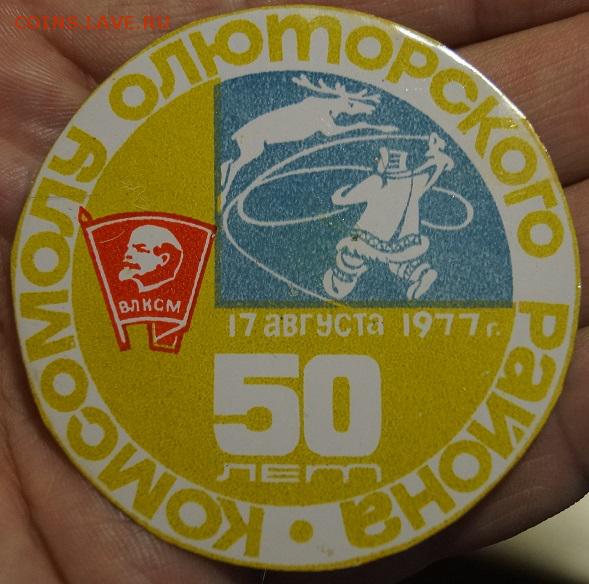 COINS.LAVE.RU
КОМСОМОЛУ ОЛЮТОРСКОГО РАЙОНА •
ВЛКСМ
17 АВГУСТА 1977 г.
50
ЛЕТ